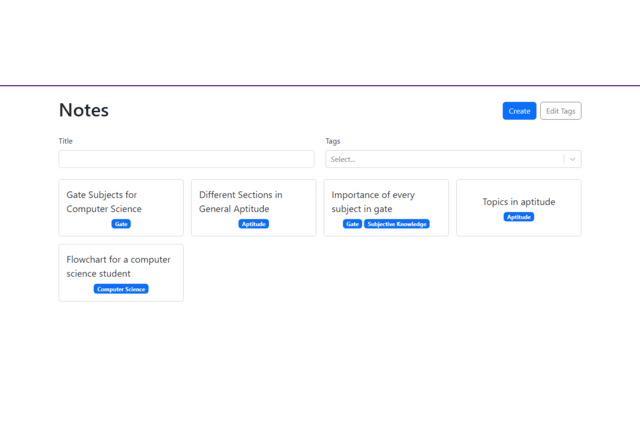 Notes
Create
Edit Tags
Title
Tags
Select...
Gate Subjects for
Computer Science
Gate
Different Sections in
General Aptitude
Aptitude
Importance of every
subject in gate
Gate Subjective Knowledge
Topics in aptitude
Aptitude
Flowchart for a computer
science student
Computer Science